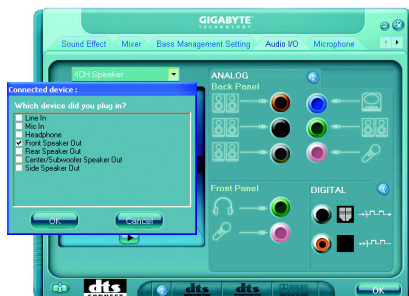 GIGABYTE
TECHNOLOGY
Sound Effect Mixer Bass Management Setting Audio I/O Microphone
4CH Speaker
ANALOG
Back Panel
Connected device :
Which device did you plug in?
Line In
Mic In
Headphone
Front Speaker Out
Rear Speaker Out
Center/Subwoofer Speaker Out
Side Speaker Out
OK Cancel
Front Panel
DIGITAL
dts
CONNECT
dts
dts
OK